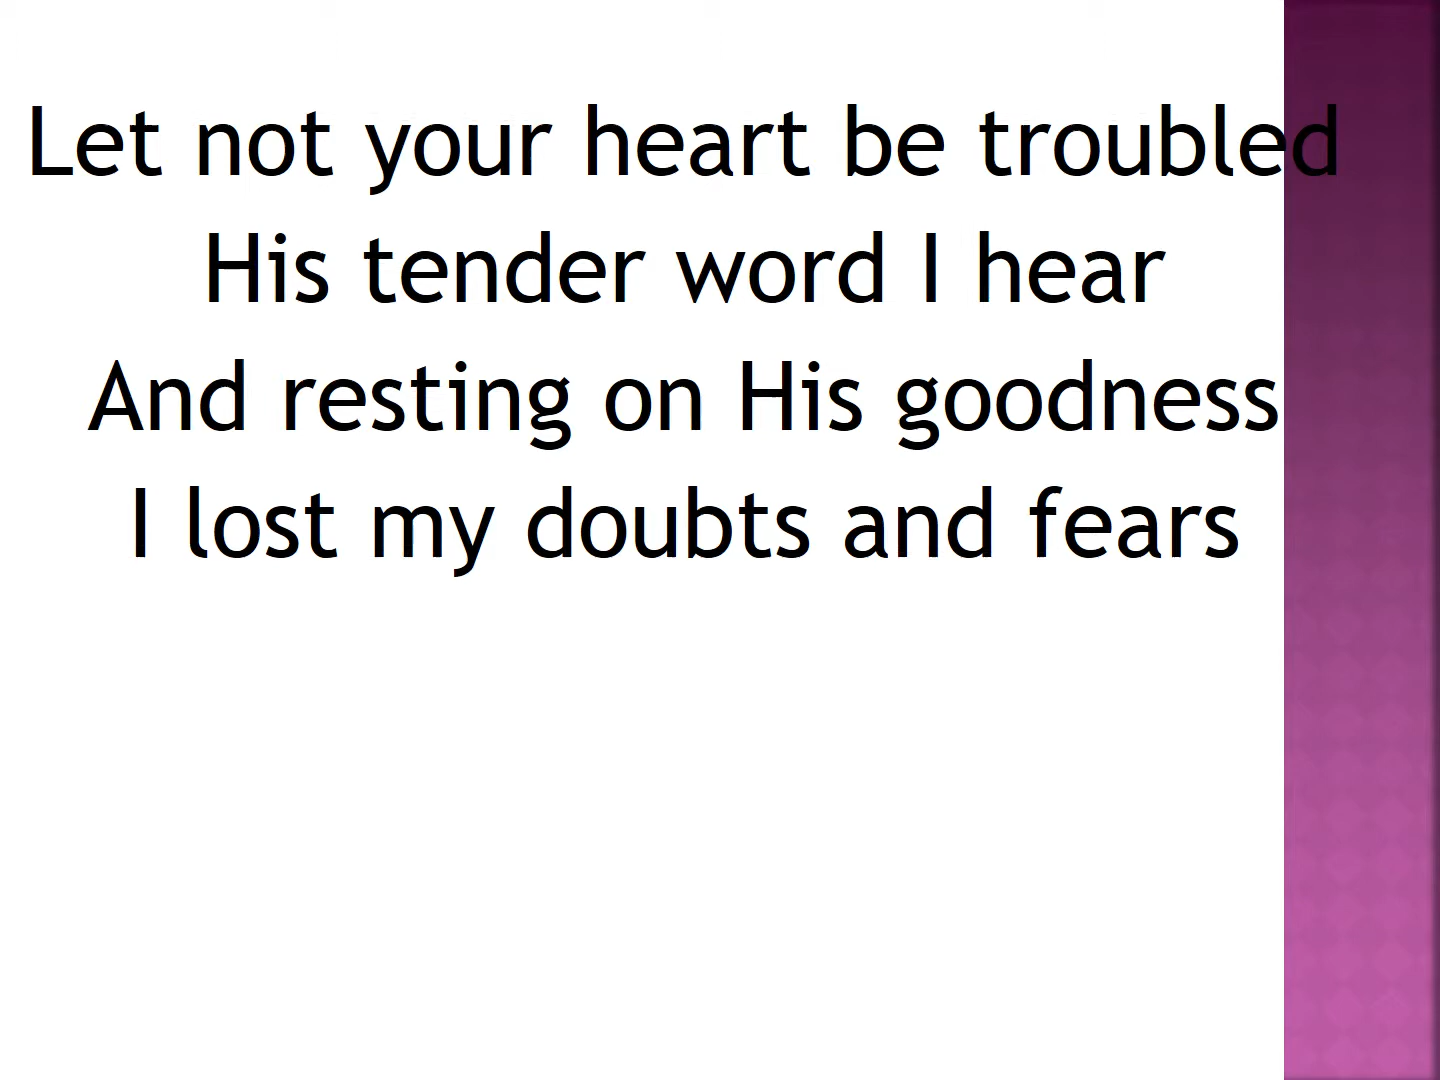 Let not your heart be troubled
His tender word I hear
And resting on His goodness
I lost my doubts and fears